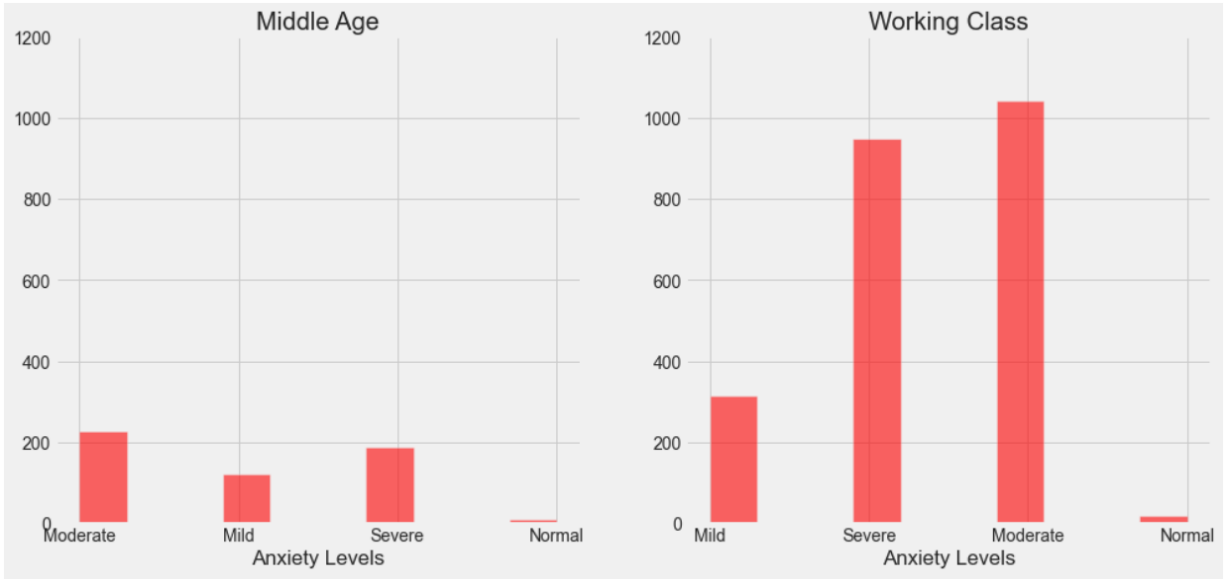 Middle Age
1200
1000
800
600
400
200
0
Moderate Mild Severe Normal
Anxiety Levels
Working Class
1200
1000
800
600
400
200
0
Mild Severe Moderate Normal
Anxiety Levels